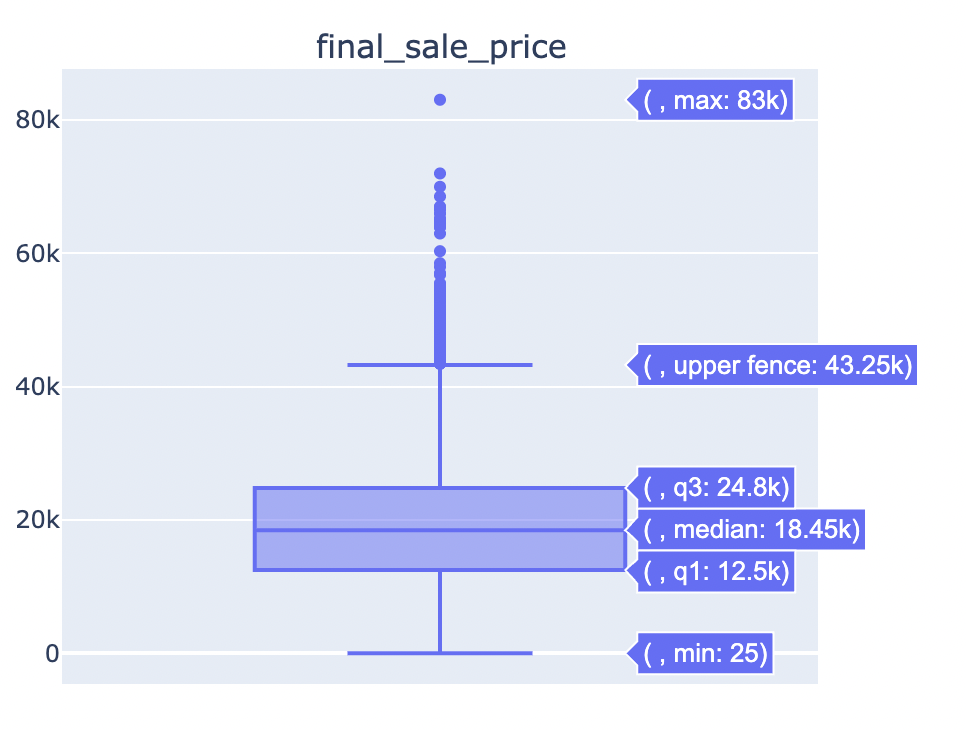 final_sale_price
( , max: 83k)
80k
60k
( , upper fence: 43.25k)
40k
( , q3: 24.8k)
20k
( , median: 18.45k)
( , q1: 12.5k)
0
( , min: 25)